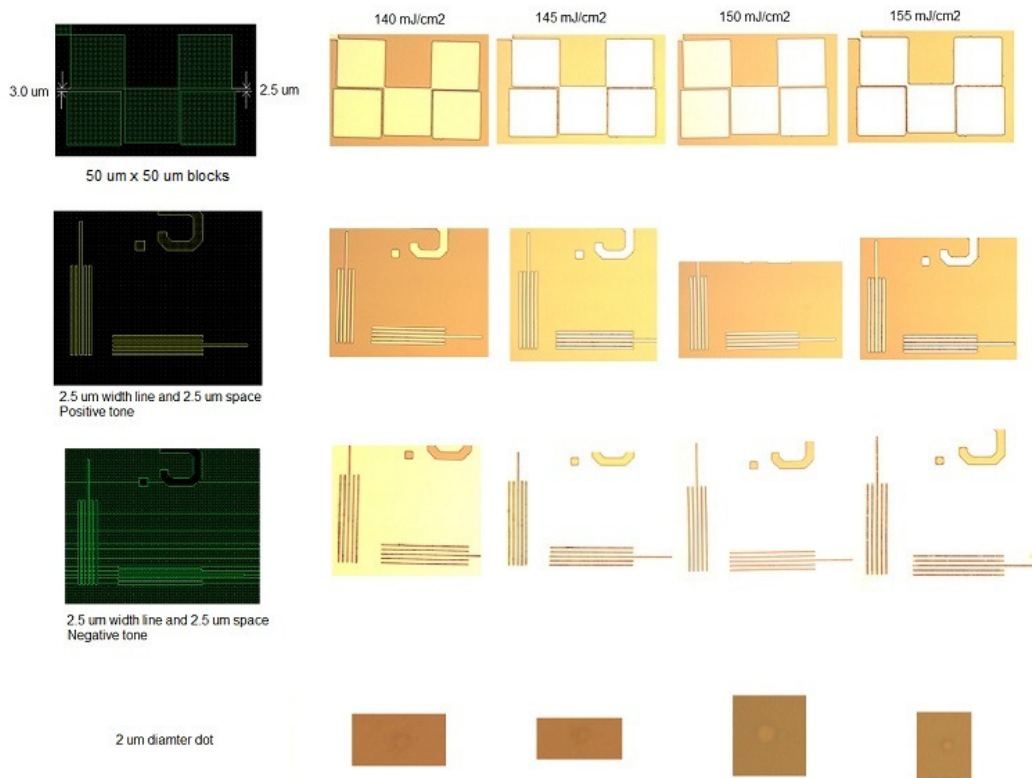 140 mJ/cm2
145 mJ/cm2
150 mJ/cm2
155 mJ/cm2
3.0 um
2.5 um
50 um x 50 um blocks
2.5 um width line and 2.5 um space
Positive tone
2.5 um width line and 2.5 um space
Negative tone
2 um diamter dot